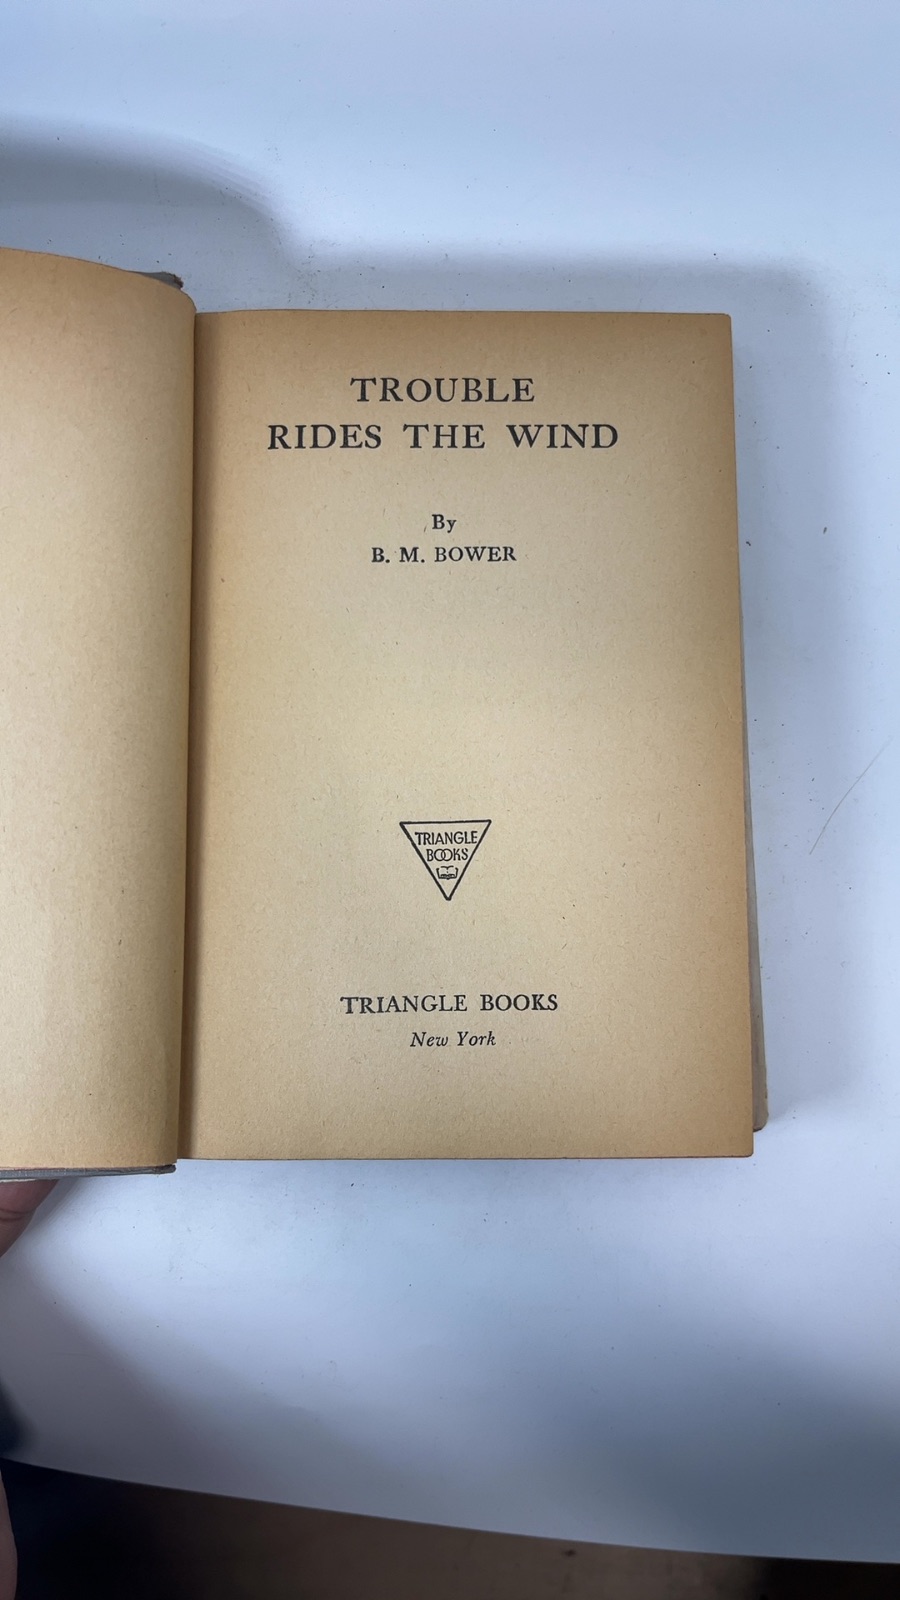 TROUBLE
RIDES THE WIND
By
B. M. BOWER
TRIANGLE
BOOKS
TRIANGLE BOOKS
New York